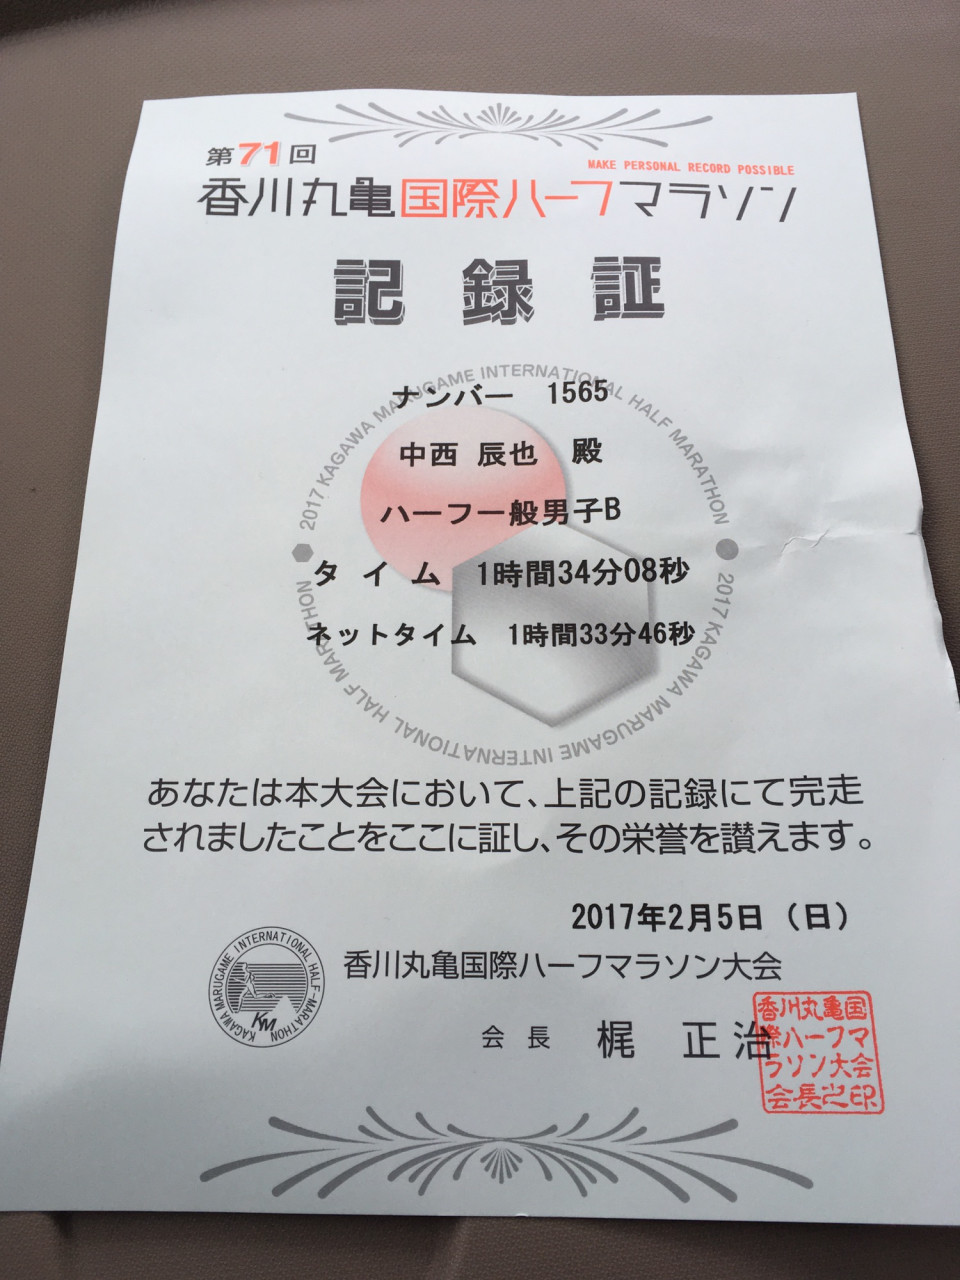 第71回
MAKE PERSONAL RECORD POSSIBLE
香川丸亀国際ハーフマラソン
記録証
2017 KAGAWA MARUGAME INTERNATIONAL HALF MARATHON
2017 KAGAWA MARUGAME INTERNATIONAL HALF MARATHON
ナンバー 1565
中西 辰也 殿
ハーフ一般男子B
タイム 1時間34分08秒
ネットタイム 1時間33分46秒
あなたは本大会において、上記の記録にて完走
されましたことをここに証し、その栄誉を讃えます。
2017年2月5日(日)
香川丸亀国際ハーフマラソン大会
会長 梶 正治
KAGAWA MARUGAME INTERNATIONAL HALF-MARATHON
KM
香川丸亀国
際ハーフマ
ラソン大会
会長之印